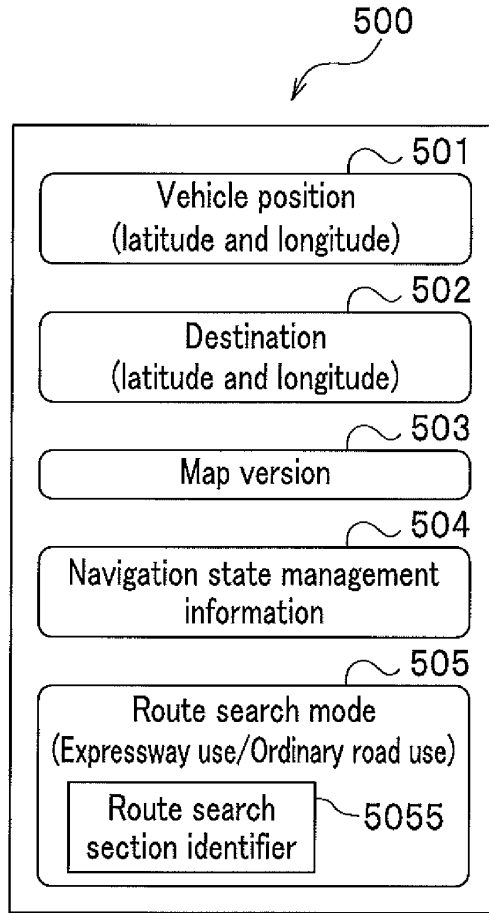 500
501
Vehicle position
(latitude and longitude)
502
Destination
(latitude and longitude)
503
Map version
504
Navigation state management
information
505
Route search mode
(Expressway use/Ordinary road use)
Route search
section identifier
5055